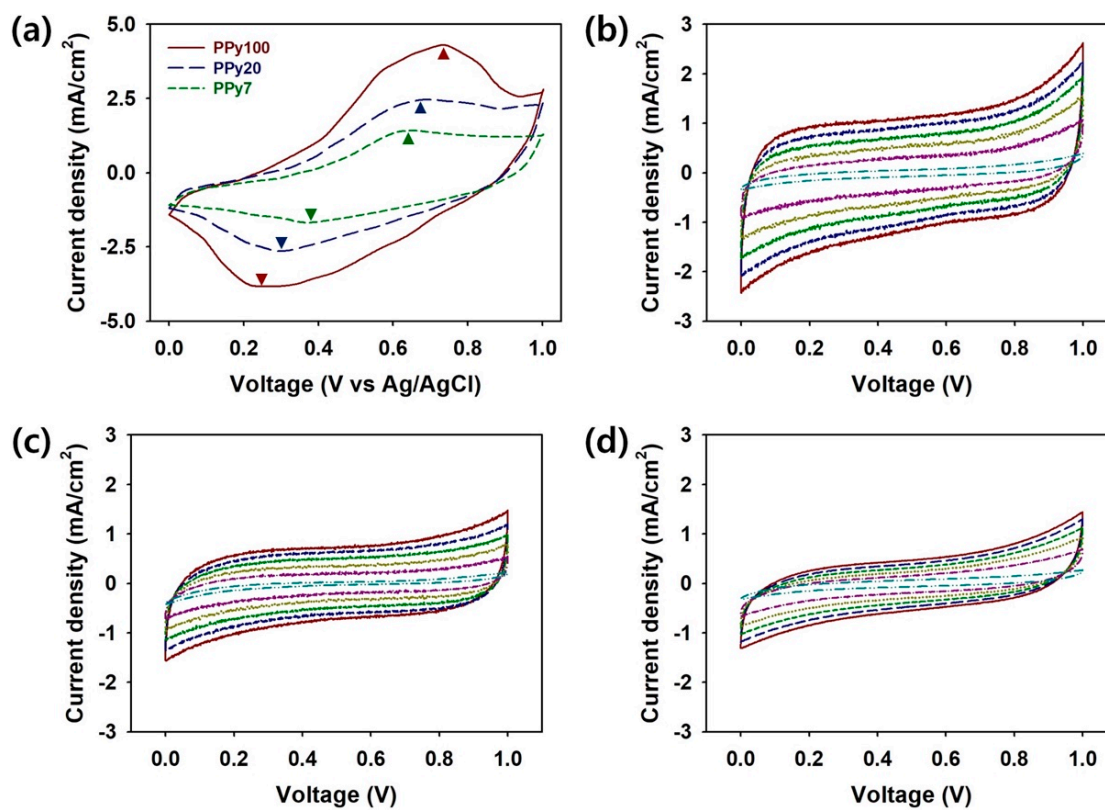 (a)
Current density (mA/cm²)
5.0
2.5
0.0
-2.5
-5.0
PPy100
PPy20
PPy7
0.0 0.2 0.4 0.6 0.8 1.0
Voltage (V vs Ag/AgCl)
(b)
Current density (mA/cm²)
3
2
1
0
-1
-2
-3
0.0 0.2 0.4 0.6 0.8 1.0
Voltage (V)
(c)
Current density (mA/cm²)
3
2
1
0
-1
-2
-3
0.0 0.2 0.4 0.6 0.8 1.0
Voltage (V)
(d)
Current density (mA/cm²)
3
2
1
0
-1
-2
-3
0.0 0.2 0.4 0.6 0.8 1.0
Voltage (V)